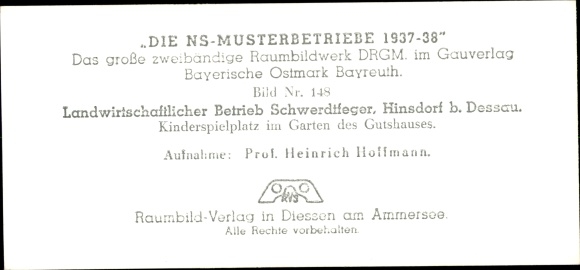 „DIE NS-MUSTERBETRIEBE 1937-38"
Das große zweibändige Raumbildwerk DRGM. im Gauverlag
Bayerische Ostmark Bayreuth.
Bild Nr. 148
Landwirtschaftlicher Betrieb Schwerdtfeger, Hinsdorf b. Dessau.
Kinderspielplatz im Garten des Gutshauses.
Aufnahme: Prof. Heinrich Hoffmann.
Raumbild-Verlag in Diessen am Ammersee.
Alle Rechte vorbehalten.